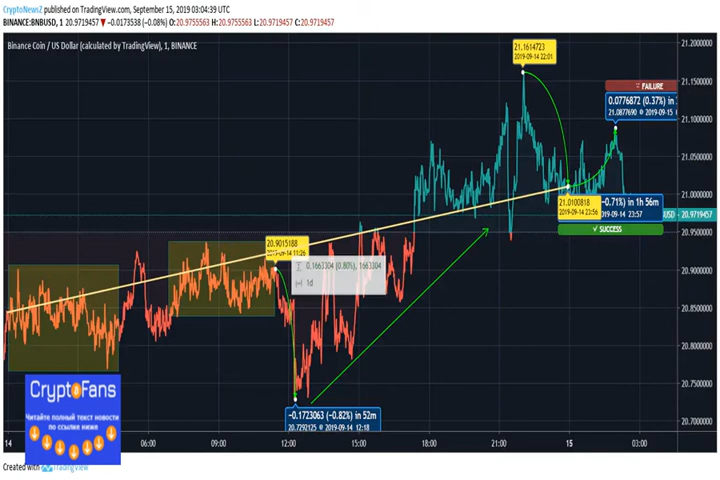 CryptoNewsZ published on TradingView.com, September 15, 2019 03:04:39 UTC
BINANCE:BNBUSD, 1 20.9719457 ▼ −0.0173538 (−0.08%) O: 20.9755563 H: 20.9755563 L: 20.9719457 C: 20.9719457
Binance Coin / US Dollar (calculated by TradingView), 1, BINANCE
21.1614723
2019-09-14 22:01
FAILURE
0.0776872 (0.37%) in
21.0877690 @ 2019-09-15
21.0100818
2019-09-14 23:56
−0.71%) in 1h 56m
2019-09-14 23:57
✓ SUCCESS
20.9015188
2019-09-14 11:26
0.1663304 (0.80%), 1663304
1d
−0.1723063 (−0.82%) in 52m
20.7292125 @ 2019-09-14 12:18
21.2000000
21.1500000
21.1000000
21.0500000
21.0000000
USD 20.9719457
20.9500000
20.9000000
20.8500000
20.8000000
20.7500000
20.7000000
CryptoFans
Читайте полный текст новости
по ссылке ниже
14 06:00 09:00 12:00 15:00 18:00 21:00 15 03:00
Created with TradingView